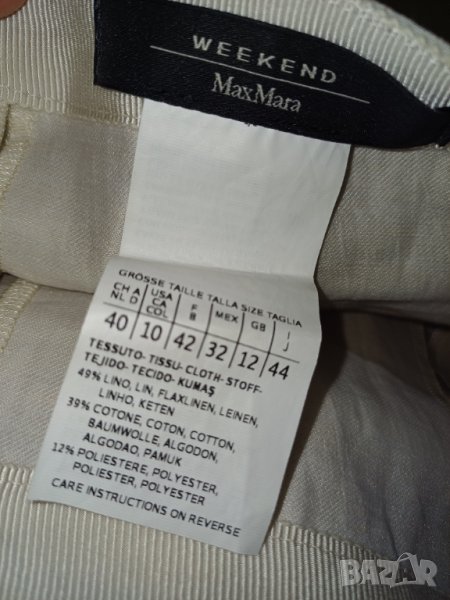 WEEKEND
MaxMara
GRÖSSE TAILLE TALLA SIZE TAGLIA
CH A USA F MEX GB I
NL D CA B J
COL
40 10 42 32 12 44
TESSUTO-TISSU-CLOTH-STOFF-
TEJIDO-TECIDO-KUMAŞ
49% LINO, LIN, FLAXLINEN, LEINEN,
LINHO, KETEN
39% COTONE, COTON, COTTON,
BAUMWOLLE, ALGODON,
ALGODAO, PAMUK
12% POLIESTERE, POLYESTER,
POLIESTER, POLYESTER
CARE INSTRUCTIONS ON REVERSE
BAZAR